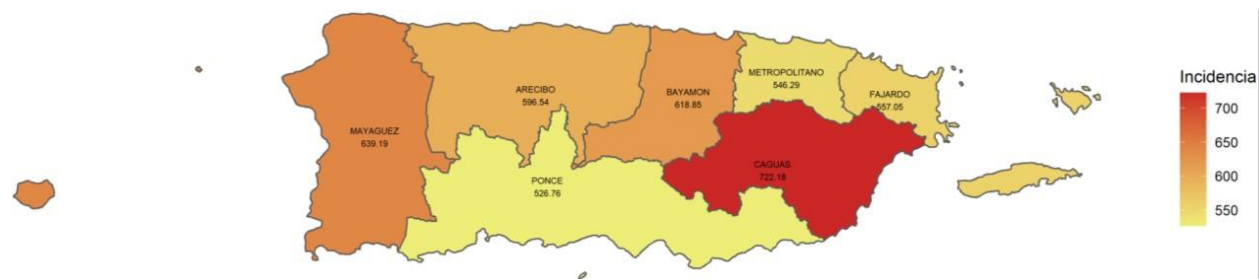 METROPOLITANO
546.29
ARECIBO
596.54
BAYAMON
618.85
FAJARDO
557.05
MAYAGUEZ
639.19
CAGUAS
722.18
PONCE
526.76
Incidencia
700
650
600
550